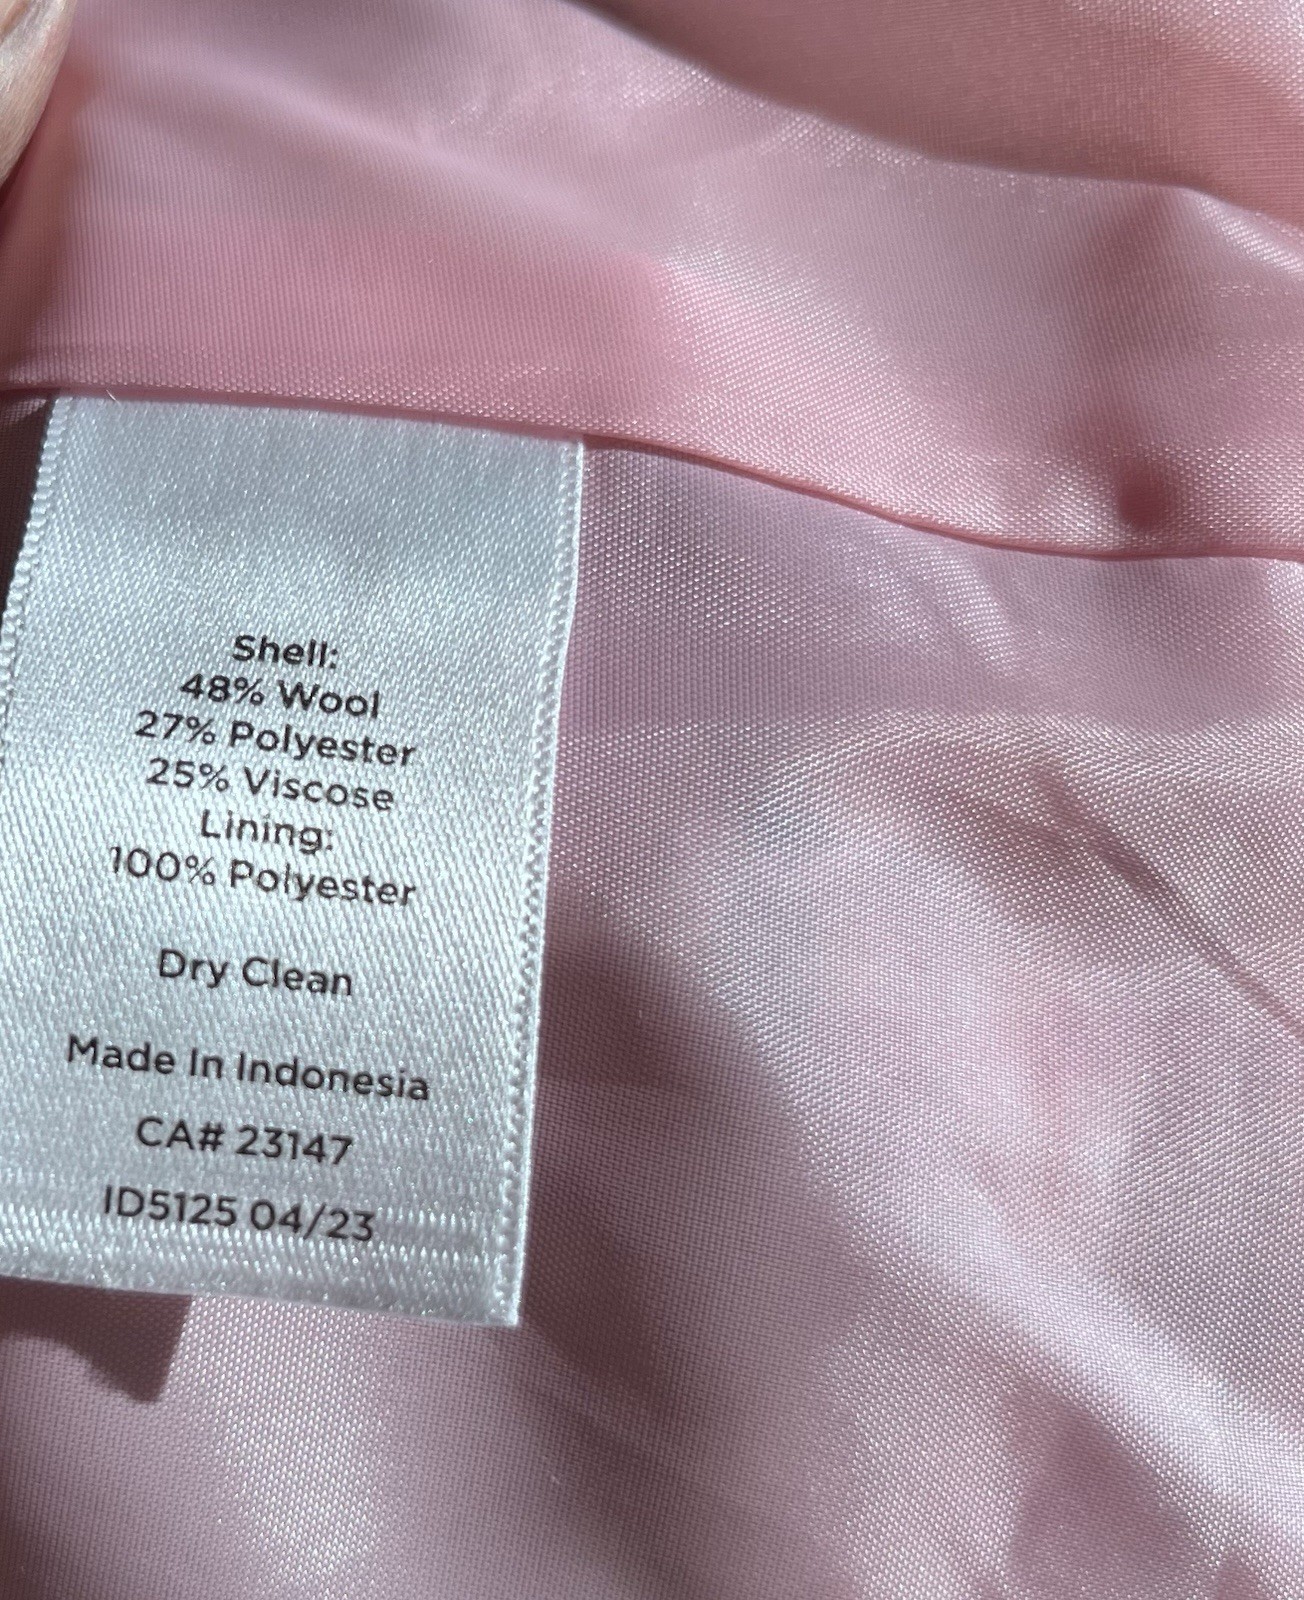 Shell:
48% Wool
27% Polyester
25% Viscose
Lining:
100% Polyester
Dry Clean
Made In Indonesia
CA# 23147
ID5125 04/23